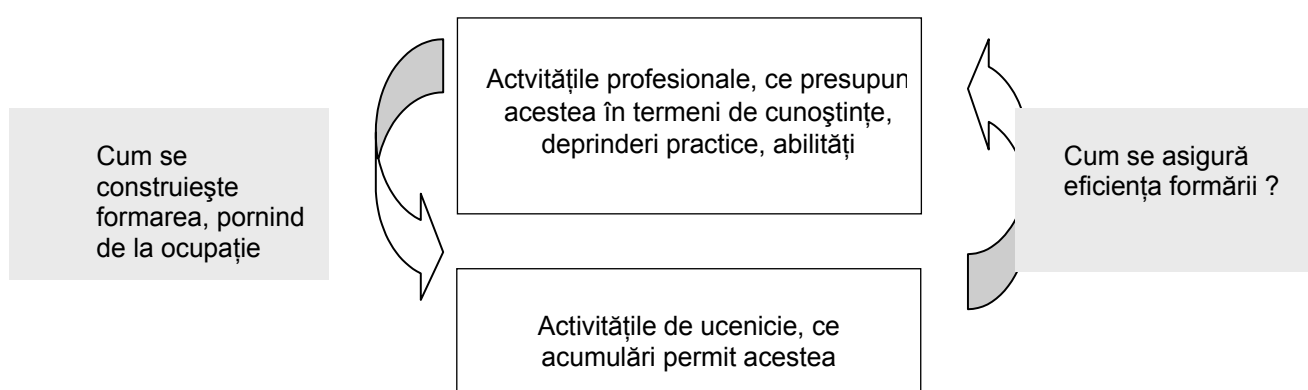 Actvitățile profesionale, ce presupun
acestea în termeni de cunoştințe,
deprinderi practice, abilități
Cum se
construieşte
formarea, pornind
de la ocupație
Cum se asigură
eficiența formării ?
Activitățile de ucenicie, ce
acumulări permit acestea